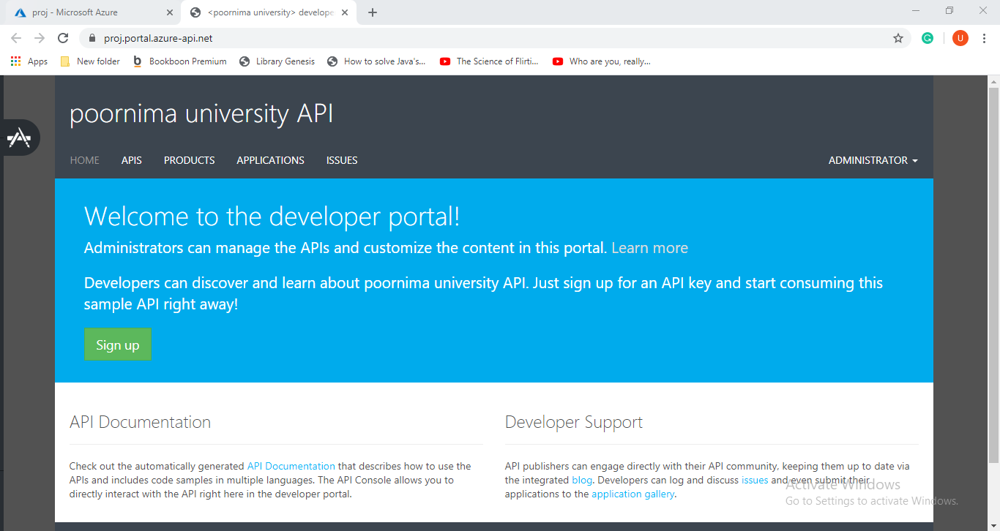 proj - Microsoft Azure
<poornima university> develope
proj.portal.azure-api.net
U
Apps
New folder
b Bookboon Premium
Library Genesis
How to solve Java's...
The Science of Flirti...
Who are you, really...
poornima university API
HOME APIS PRODUCTS APPLICATIONS ISSUES ADMINISTRATOR
Welcome to the developer portal!
Administrators can manage the APIs and customize the content in this portal. Learn more
Developers can discover and learn about poornima university API. Just sign up for an API key and start consuming this
sample API right away!
Sign up
API Documentation
Check out the automatically generated API Documentation that describes how to use the
APIs and includes code samples in multiple languages. The API Console allows you to
directly interact with the API right here in the developer portal.
Developer Support
API publishers can engage directly with their API community, keeping them up to date via
the integrated blog. Developers can log and discuss issues and even submit their
applications to the application gallery.
Activate Windows
Go to Settings to activate Windows.